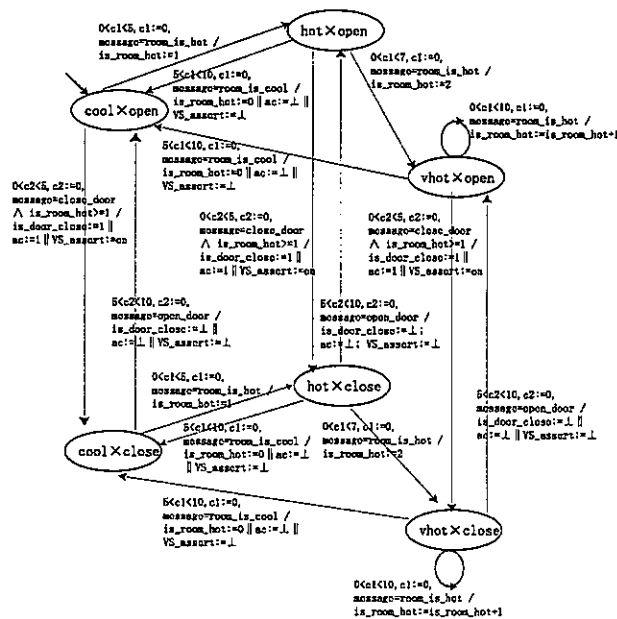 0<c1<5, c1:=0,
message=room_is_hot /
is_room_hot:=1
hot×open
5<c1<10, c1:=0,
message=room_is_cool /
is_room_hot:=0 ‖ ac:=⊥ ‖
VS_assert:=⊥
0<c1<7, c1:=0,
message=room_is_hot /
is_room_hot:=2
cool×open
0<c1<10, c1:=0,
message=room_is_hot /
is_room_hot:=is_room_hot+1
5<c1<10, c1:=0,
message=room_is_cool /
is_room_hot:=0 ‖ ac:=⊥ ‖
VS_assert:=⊥
vhot×open
0<c2<5, c2:=0,
message=close_door
∧ is_room_hot>=1 /
is_door_close:=1 ‖
ac:=1 ‖ VS_assert:=on
0<c2<5, c2:=0,
message=close_door
∧ is_room_hot>=1 /
is_door_close:=1 ‖
ac:=1 ‖ VS_assert:=on
0<c2<5, c2:=0,
message=close_door
∧ is_room_hot>=1 /
is_door_close:=1 ‖
ac:=1 ‖ VS_assert:=on
5<c2<10, c2:=0,
message=open_door /
is_door_close:=⊥ ‖
ac:=⊥ ‖ VS_assert:=⊥
5<c2<10, c2:=0,
message=open_door /
is_door_close:=⊥;
ac:=⊥; VS_assert:=⊥
0<c1<5, c1:=0,
message=room_is_hot /
is_room_hot:=1
hot×close
5<c2<10, c2:=0,
message=open_door /
is_door_close:=⊥ ‖
ac:=⊥ ‖ VS_assert:=⊥
5<c1<10, c1:=0,
message=room_is_cool /
is_room_hot:=0 ‖ ac:=⊥
‖ VS_assert:=⊥
0<c1<7, c1:=0,
message=room_is_hot /
is_room_hot:=2
cool×close
5<c1<10, c1:=0,
message=room_is_cool /
is_room_hot:=0 ‖ ac:=⊥ ‖
VS_assert:=⊥
vhot×close
0<c1<10, c1:=0,
message=room_is_hot /
is_room_hot:=is_room_hot+1